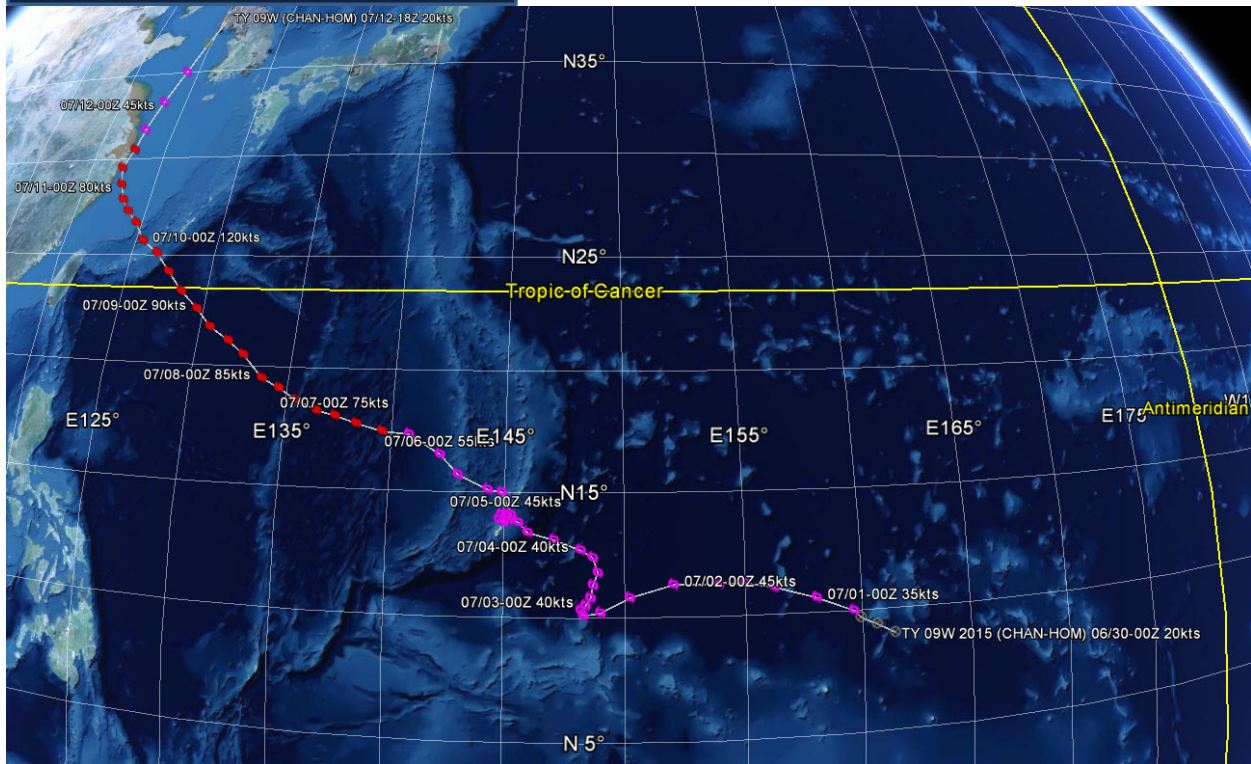 TY 09W (CHAN-HOM) 07/12-18Z 20kts
N35°
07/12-00Z 45kts
07/11-00Z 80kts
07/10-00Z 120kts
N25°
Tropic of Cancer
07/09-00Z 90kts
07/08-00Z 85kts
07/07-00Z 75kts
E125°
E135°
07/06-00Z 55kts
E145°
E155°
E165°
E175°
Antimeridian
W1
N15°
07/05-00Z 45kts
07/04-00Z 40kts
07/03-00Z 40kts
07/02-00Z 45kts
07/01-00Z 35kts
TY 09W 2015 (CHAN-HOM) 06/30-00Z 20kts
N 5°